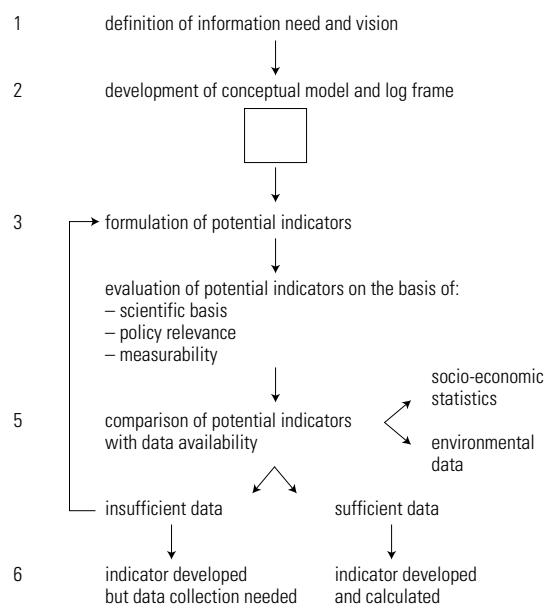 1 definition of information need and vision
2 development of conceptual model and log frame
3 formulation of potential indicators
evaluation of potential indicators on the basis of:
– scientific basis
– policy relevance
– measurability
socio-economic
statistics
5 comparison of potential indicators
with data availability
environmental
data
insufficient data
sufficient data
6 indicator developed
but data collection needed
indicator developed
and calculated